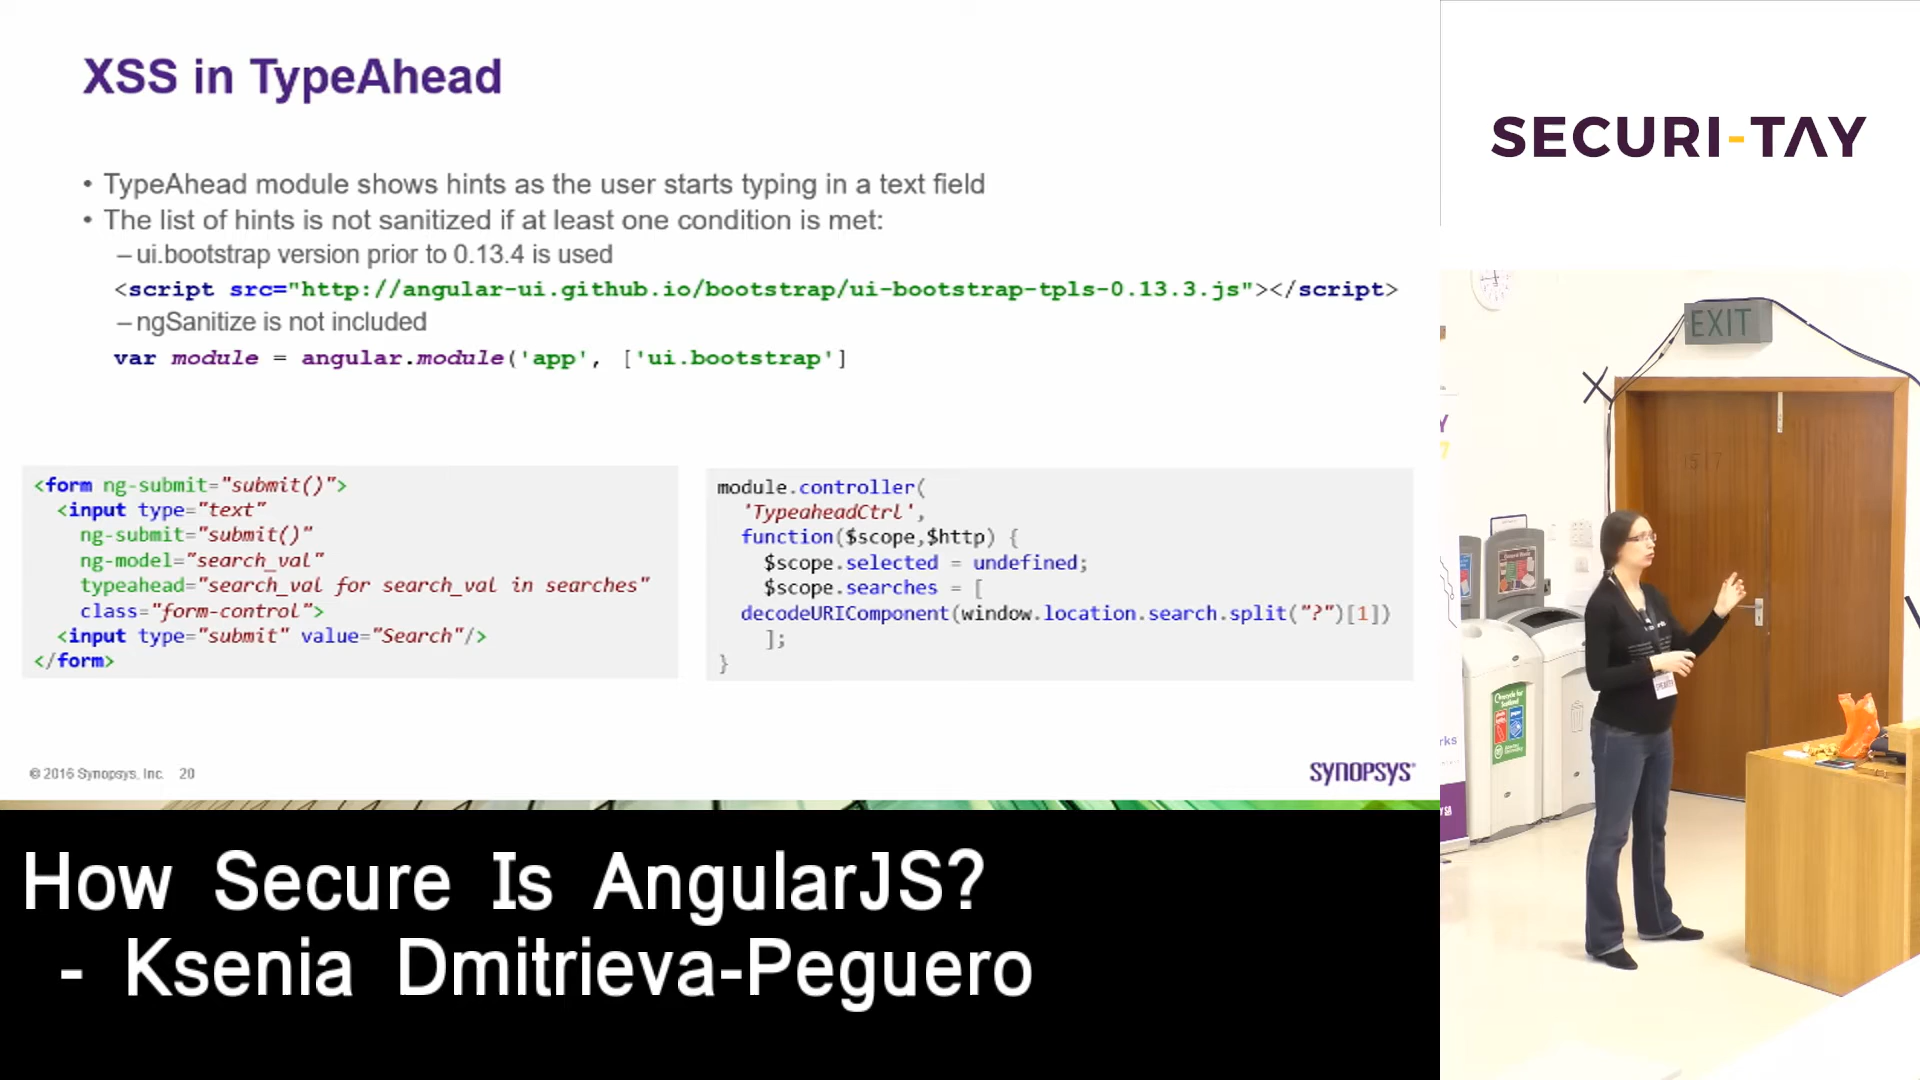 XSS in TypeAhead
• TypeAhead module shows hints as the user starts typing in a text field
• The list of hints is not sanitized if at least one condition is met:
– ui.bootstrap version prior to 0.13.4 is used
<script src="http://angular-ui.github.io/bootstrap/ui-bootstrap-tpls-0.13.3.js"></script>
– ngSanitize is not included
var module = angular.module('app', ['ui.bootstrap']
<form ng-submit="submit()">
<input type="text"
ng-submit="submit()"
ng-model="search_val"
typeahead="search_val for search_val in searches"
class="form-control">
<input type="submit" value="Search"/>
</form>
module.controller(
'TypeaheadCtrl',
function($scope,$http) {
$scope.selected = undefined;
$scope.searches = [
decodeURIComponent(window.location.search.split("?")[1])
];
}
© 2016 Synopsys, Inc. 20
SYNOPSYS®
SECURI-TAY
EXIT
How Secure Is AngularJS?
- Ksenia Dmitrieva-Peguero